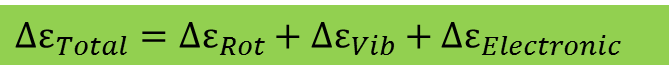 Δε_Total = Δε_Rot + Δε_Vib + Δε_Electronic